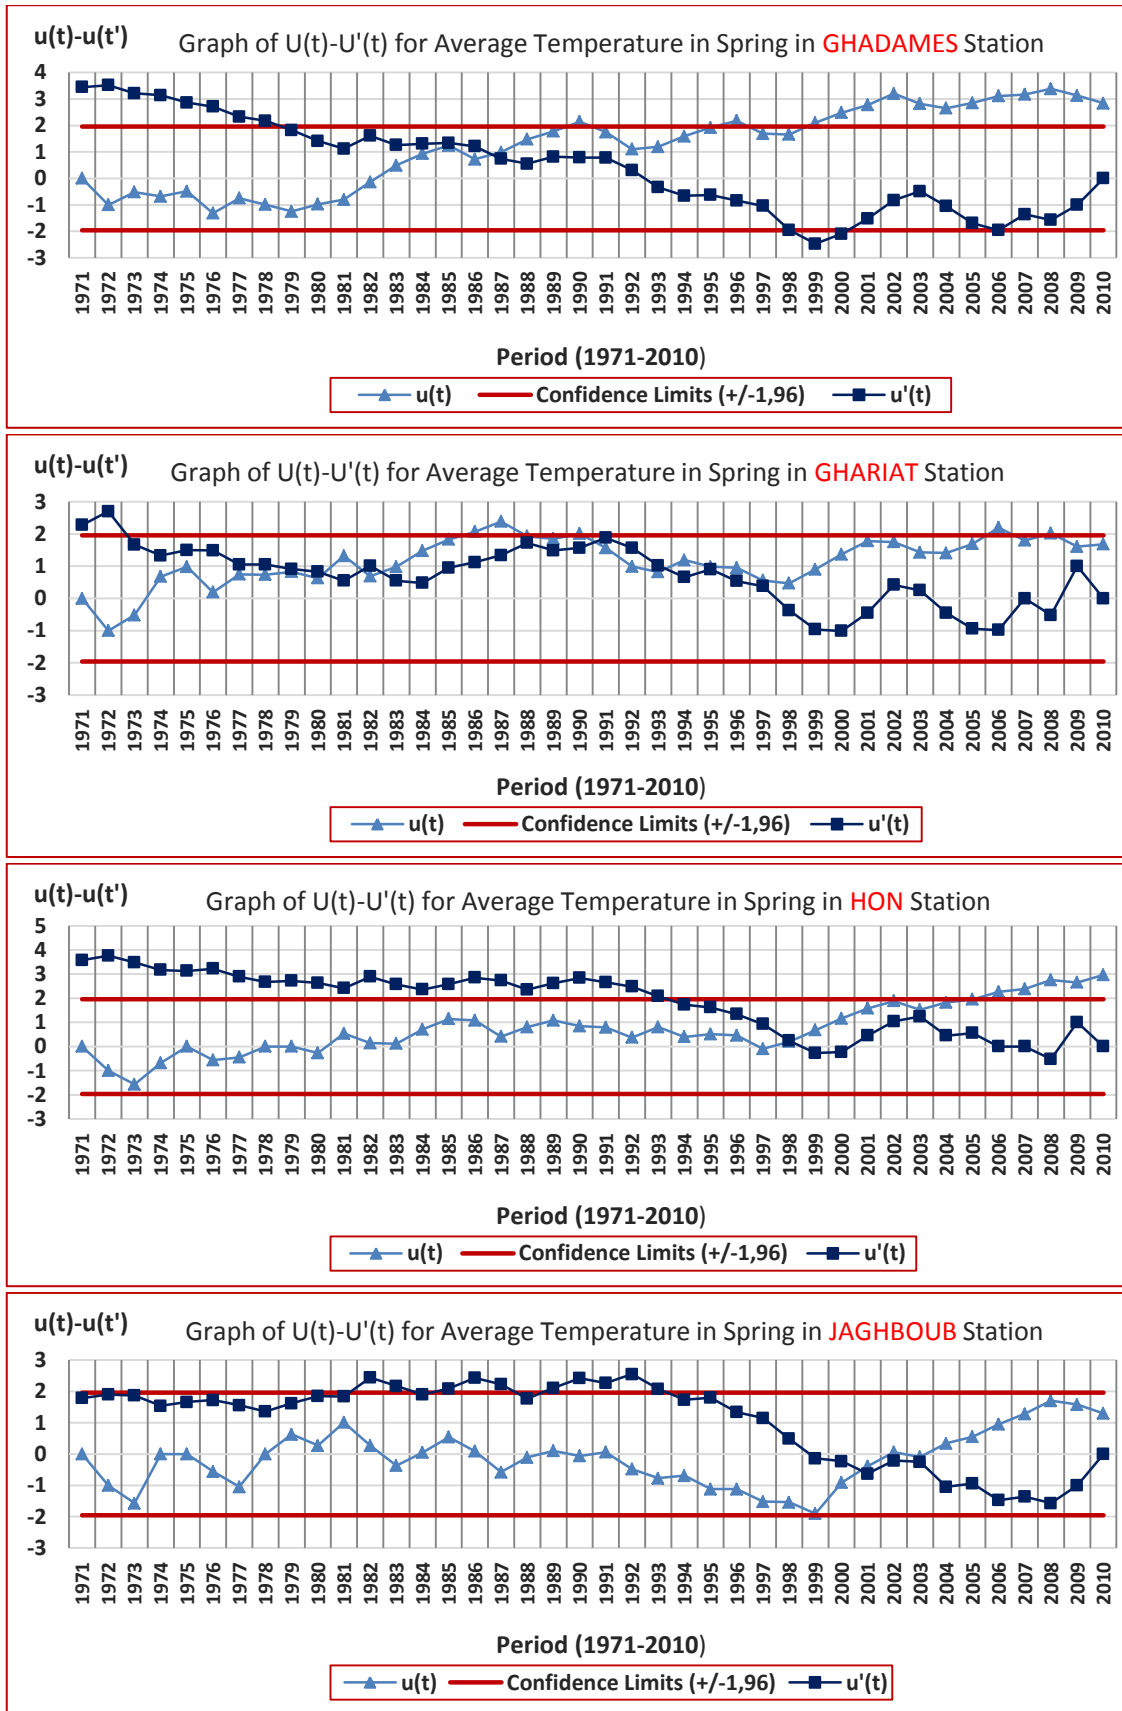 u(t)-u(t')
Graph of U(t)-U'(t) for Average Temperature in Spring in GHADAMES Station
4
3
2
1
0
-1
-2
-3
1971 1972 1973 1974 1975 1976 1977 1978 1979 1980 1981 1982 1983 1984 1985 1986 1987 1988 1989 1990 1991 1992 1993 1994 1995 1996 1997 1998 1999 2000 2001 2002 2003 2004 2005 2006 2007 2008 2009 2010
Period (1971-2010)
u(t) Confidence Limits (+/-1,96) u'(t)
u(t)-u(t')
Graph of U(t)-U'(t) for Average Temperature in Spring in GHARIAT Station
3
2
1
0
-1
-2
-3
1971 1972 1973 1974 1975 1976 1977 1978 1979 1980 1981 1982 1983 1984 1985 1986 1987 1988 1989 1990 1991 1992 1993 1994 1995 1996 1997 1998 1999 2000 2001 2002 2003 2004 2005 2006 2007 2008 2009 2010
Period (1971-2010)
u(t) Confidence Limits (+/-1,96) u'(t)
u(t)-u(t')
Graph of U(t)-U'(t) for Average Temperature in Spring in HON Station
5
4
3
2
1
0
-1
-2
-3
1971 1972 1973 1974 1975 1976 1977 1978 1979 1980 1981 1982 1983 1984 1985 1986 1987 1988 1989 1990 1991 1992 1993 1994 1995 1996 1997 1998 1999 2000 2001 2002 2003 2004 2005 2006 2007 2008 2009 2010
Period (1971-2010)
u(t) Confidence Limits (+/-1,96) u'(t)
u(t)-u(t')
Graph of U(t)-U'(t) for Average Temperature in Spring in JAGHBOUB Station
3
2
1
0
-1
-2
-3
1971 1972 1973 1974 1975 1976 1977 1978 1979 1980 1981 1982 1983 1984 1985 1986 1987 1988 1989 1990 1991 1992 1993 1994 1995 1996 1997 1998 1999 2000 2001 2002 2003 2004 2005 2006 2007 2008 2009 2010
Period (1971-2010)
u(t) Confidence Limits (+/-1,96) u'(t)